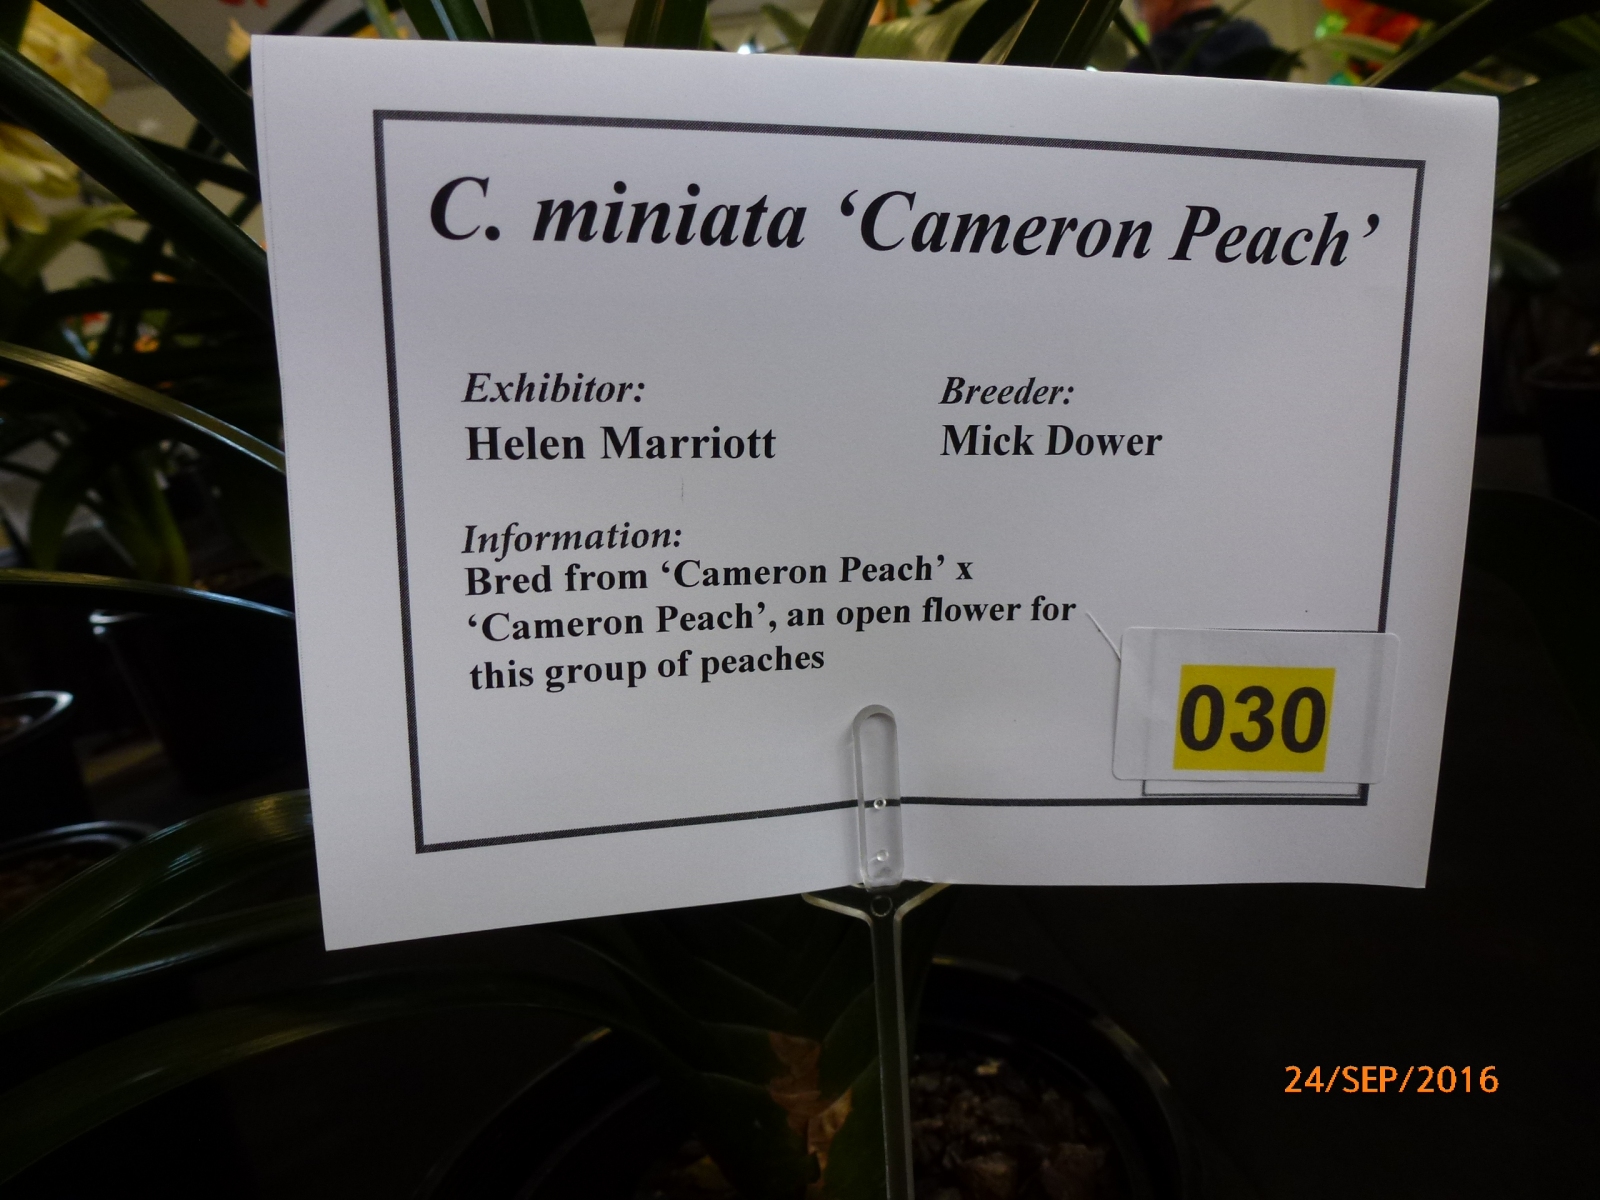 C. miniata ‘Cameron Peach’
Exhibitor:
Helen Marriott
Breeder:
Mick Dower
Information:
Bred from ‘Cameron Peach’ x
‘Cameron Peach’, an open flower for
this group of peaches
030
24/SEP/2016